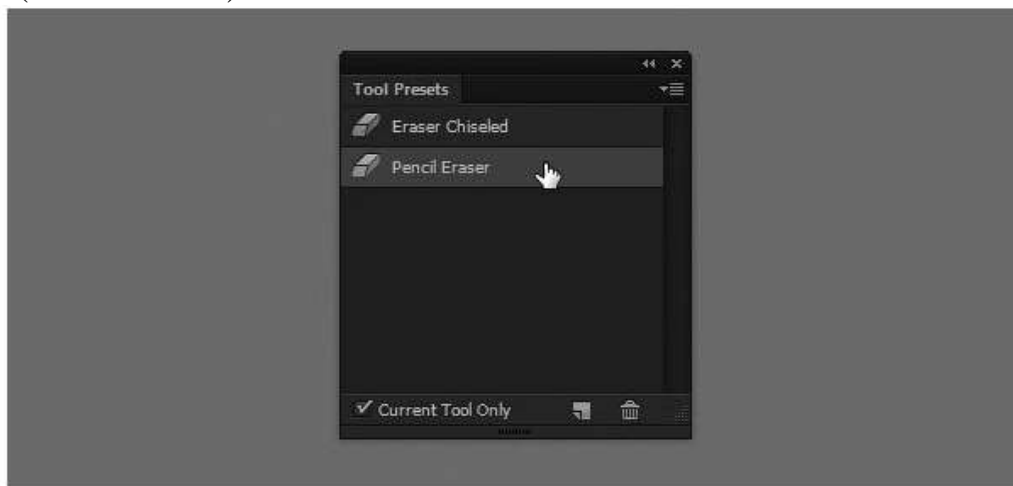 Tool Presets
Eraser Chiseled
Pencil Eraser
Current Tool Only